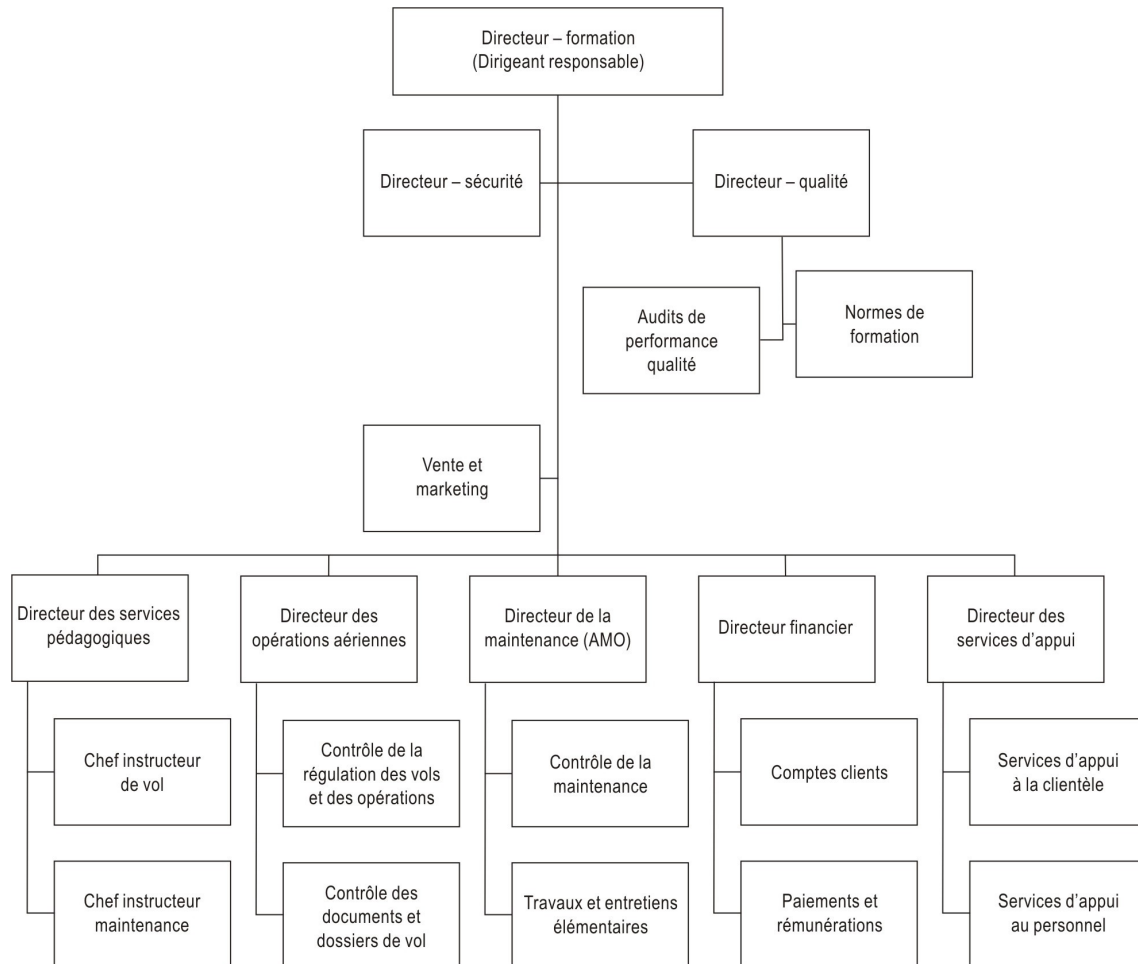 Directeur – formation
(Dirigeant responsable)
Directeur – sécurité
Directeur – qualité
Audits de
performance
qualité
Normes de
formation
Vente et
marketing
Directeur des services
pédagogiques
Directeur des
opérations aériennes
Directeur de la
maintenance (AMO)
Directeur financier
Directeur des
services d’appui
Chef instructeur
de vol
Contrôle de la
régulation des vols
et des opérations
Contrôle de la
maintenance
Comptes clients
Services d’appui
à la clientèle
Chef instructeur
maintenance
Contrôle des
documents et
dossiers de vol
Travaux et entretiens
élémentaires
Paiements et
rémunérations
Services d’appui
au personnel